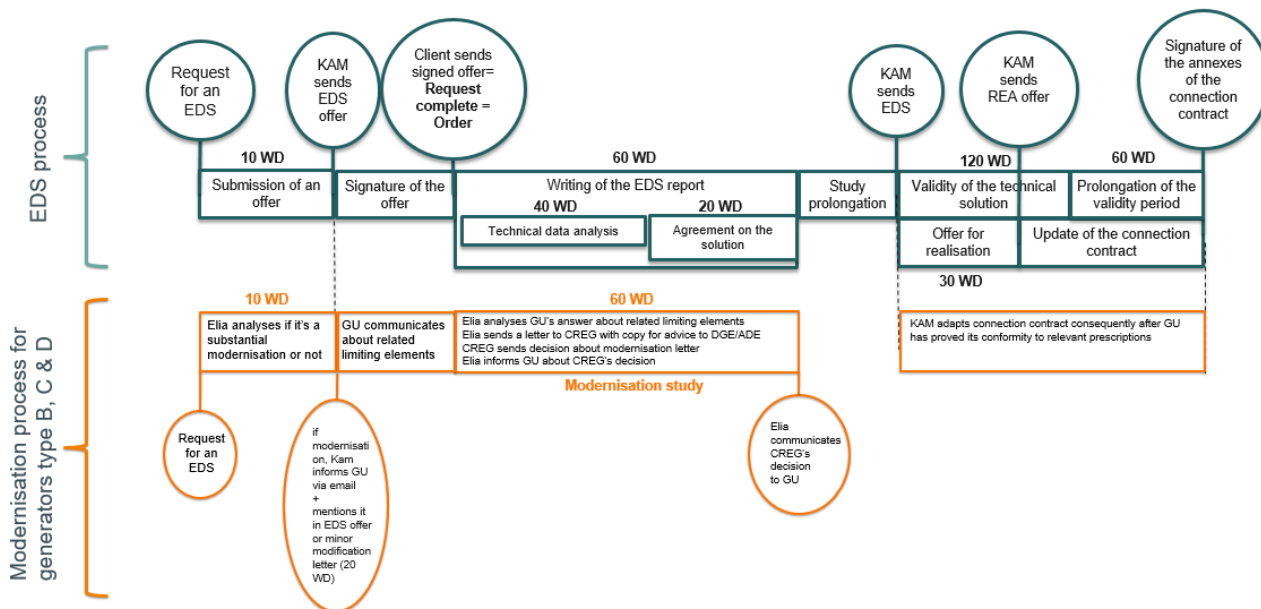 EDS process
Request
for an
EDS
KAM
sends
EDS
offer
Client sends
signed offer=
Request
complete =
Order
KAM
sends EDS
KAM
sends
REA offer
Signature of
the annexes
of the
connection
contract
10 WD
60 WD
120 WD
60 WD
Submission of an
offer
Signature of the
offer
Writing of the EDS report
Study
prolongation
Validity of the technical
solution
Prolongation of the
validity period
40 WD
20 WD
Technical data analysis
Agreement on the
solution
Offer for
realisation
Update of the connection
contract
30 WD
Modernisation process for
generators type B, C & D
10 WD
60 WD
Elia analyses if it's a
substantial
modernisation or not
GU communicates
about related
limiting elements
Elia analyses GU's answer about related limiting elements
Elia sends a letter to CREG with copy for advice to DGE/ADE
CREG sends decision about modernisation letter
Elia informs GU about CREG's decision
KAM adapts connection contract consequently after GU
has proved its conformity to relevant prescriptions
Modernisation study
Request
for an
EDS
if
modernisati
on, Kam
informs GU
via email
+
mentions it
in EDS offer
or minor
modification
letter (20
WD)
Elia
communicates
CREG's
decision
to GU